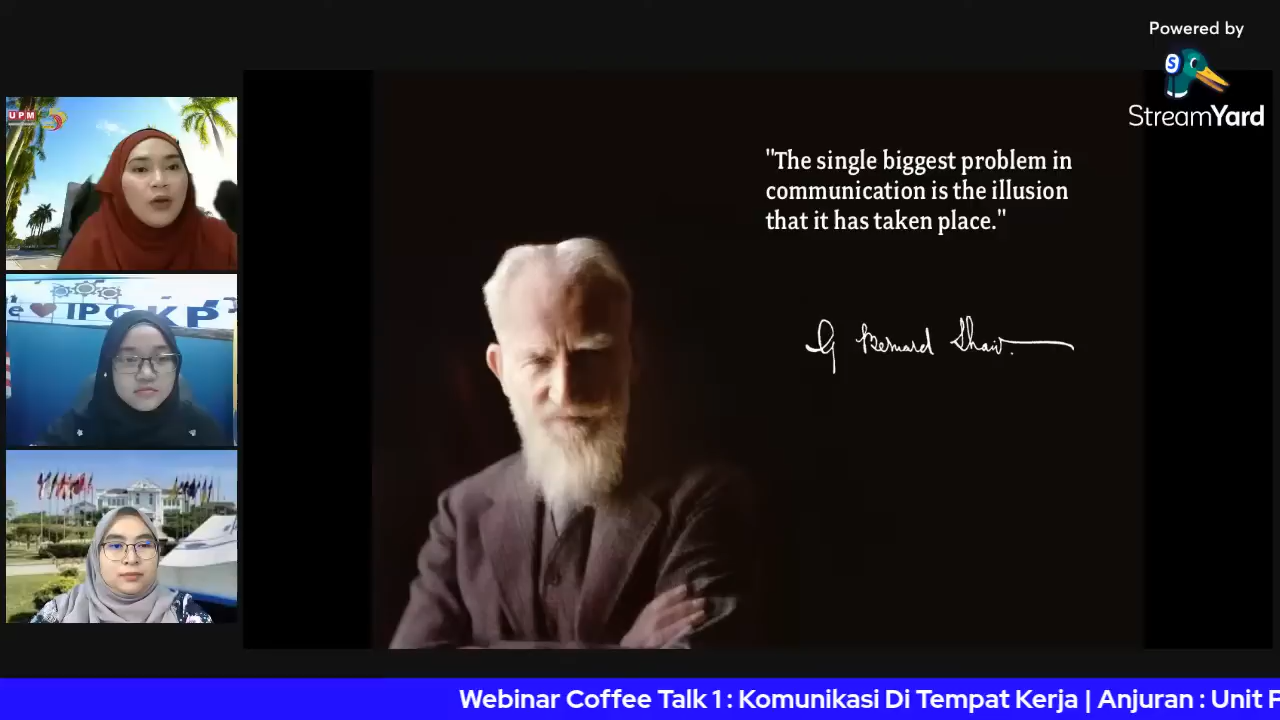 Powered by
StreamYard
UPM
IPGKP
"The single biggest problem in
communication is the illusion
that it has taken place."
G Bernard Shaw.
Webinar Coffee Talk 1 : Komunikasi Di Tempat Kerja | Anjuran : Unit